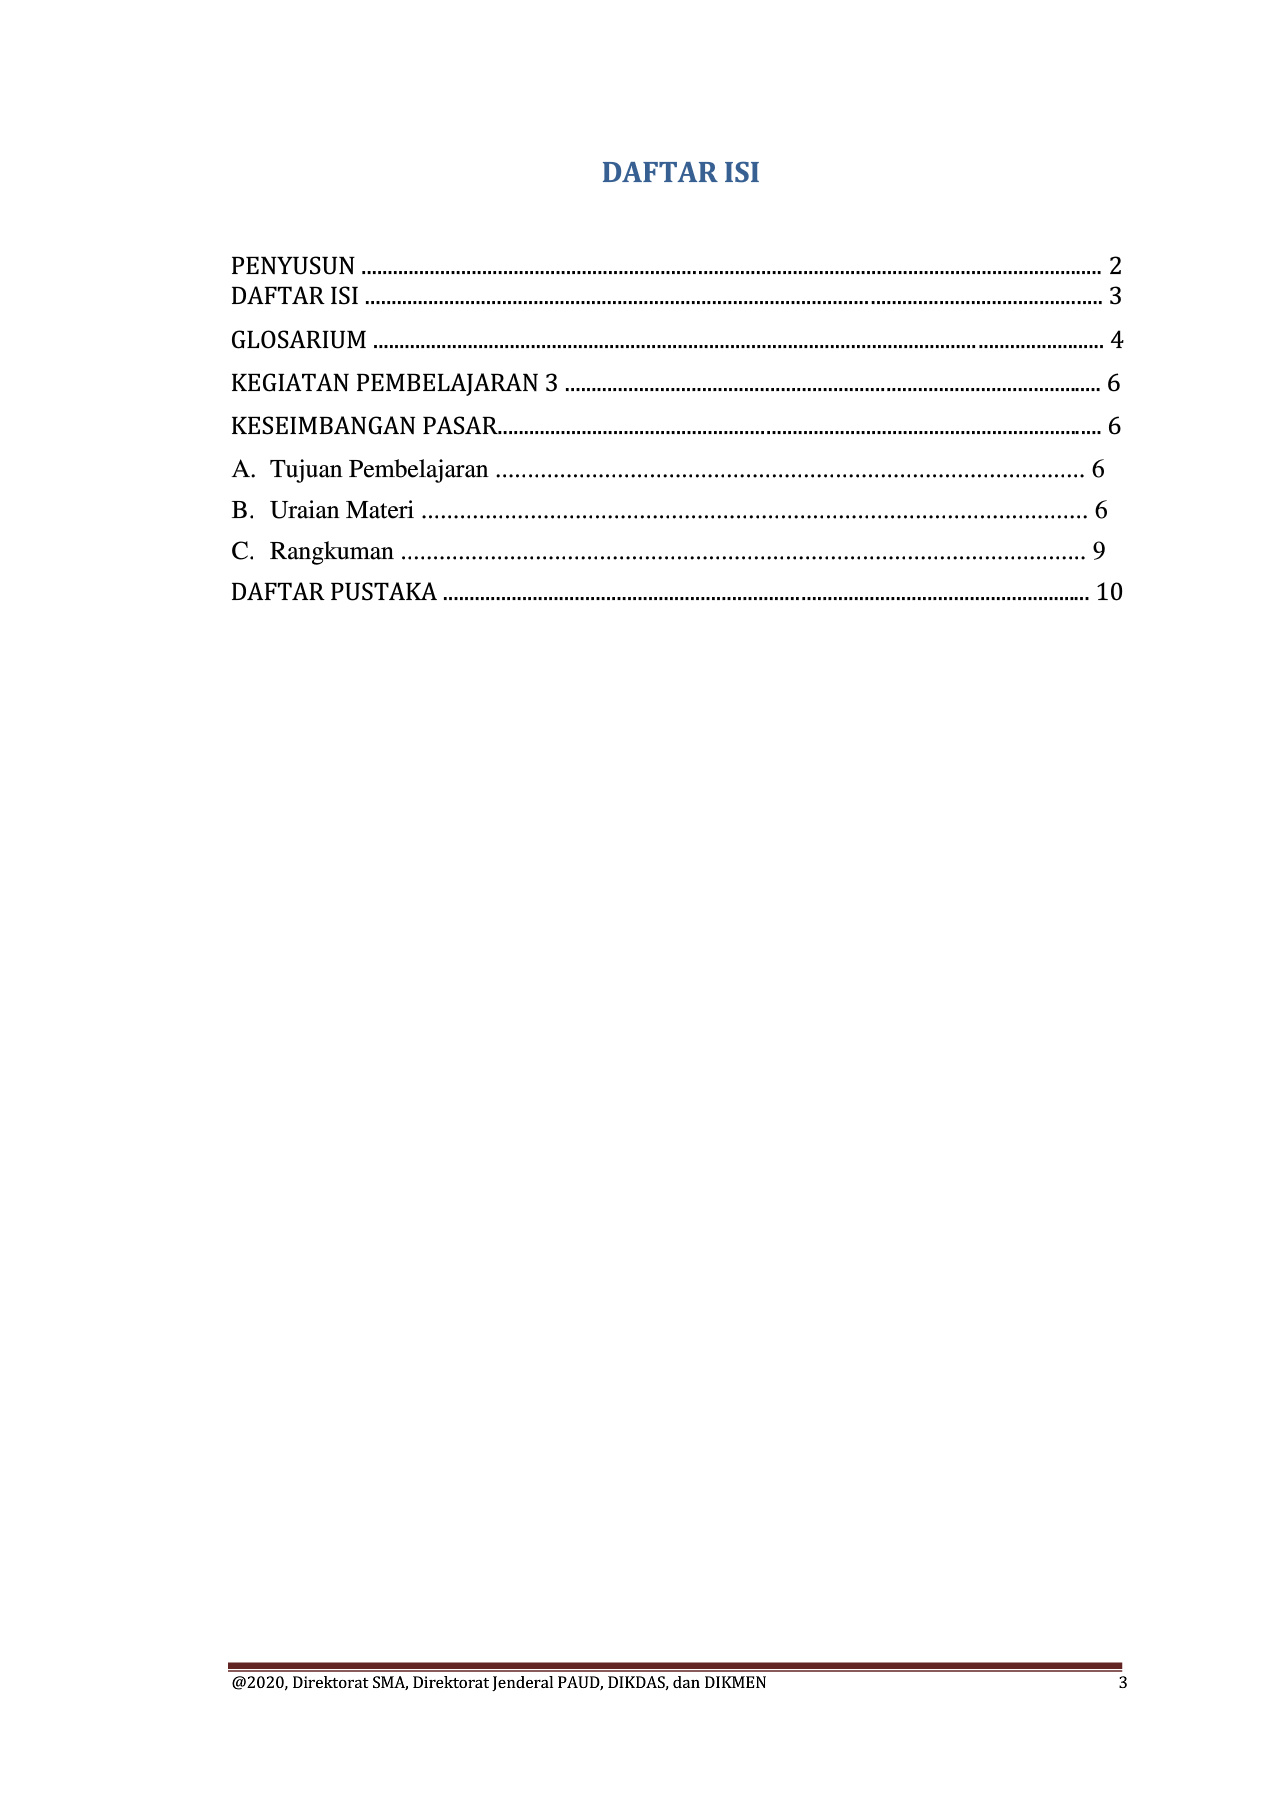 DAFTAR ISI
PENYUSUN ........................................................................................................ 2
DAFTAR ISI ........................................................................................................ 3
GLOSARIUM ........................................................................................................ 4
KEGIATAN PEMBELAJARAN 3 ........................................................................................ 6
KESEIMBANGAN PASAR........................................................................................ 6
A. Tujuan Pembelajaran ........................................................................................ 6
B. Uraian Materi ........................................................................................ 6
C. Rangkuman ........................................................................................ 9
DAFTAR PUSTAKA ........................................................................................ 10
@2020, Direktorat SMA, Direktorat Jenderal PAUD, DIKDAS, dan DIKMEN 3